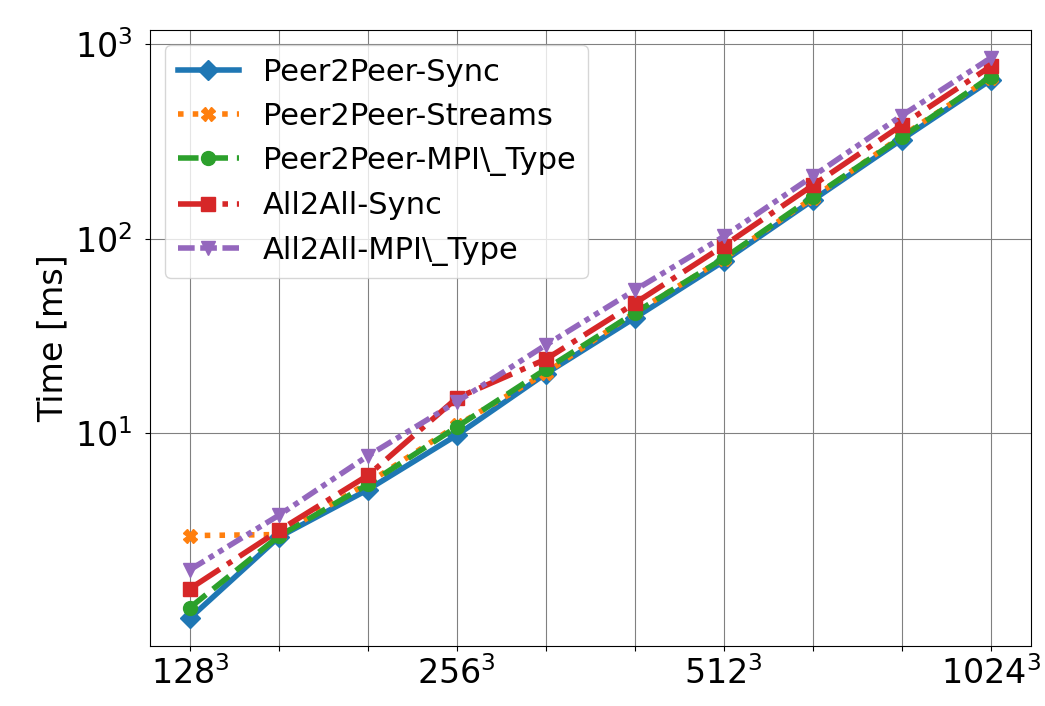 10³
Peer2Peer-Sync
Peer2Peer-Streams
Peer2Peer-MPI\_Type
All2All-Sync
All2All-MPI\_Type
10²
10¹
Time [ms]
128³ 256³ 512³ 1024³